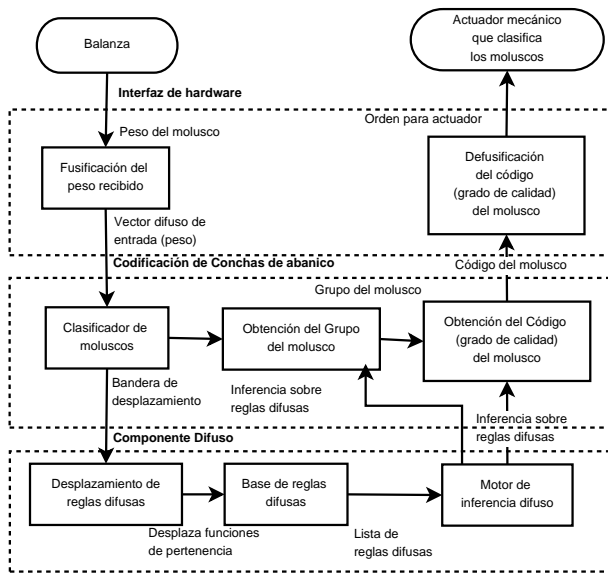 Balanza
Actuador mecánico
que clasifica
los moluscos
Interfaz de hardware
Peso del molusco
Orden para actuador
Fusificación del
peso recibido
Defusificación
del código
(grado de calidad)
del molusco
Vector difuso de
entrada (peso)
Codificación de Conchas de abanico
Código del molusco
Grupo del molusco
Clasificador de
moluscos
Obtención del Grupo
del molusco
Obtención del Código
(grado de calidad)
del molusco
Bandera de
desplazamiento
Inferencia sobre
reglas difusas
Inferencia sobre
reglas difusas
Componente Difuso
Desplazamiento de
reglas difusas
Base de reglas
difusas
Motor de
inferencia difuso
Desplaza funciones
de pertenencia
Lista de
reglas difusas